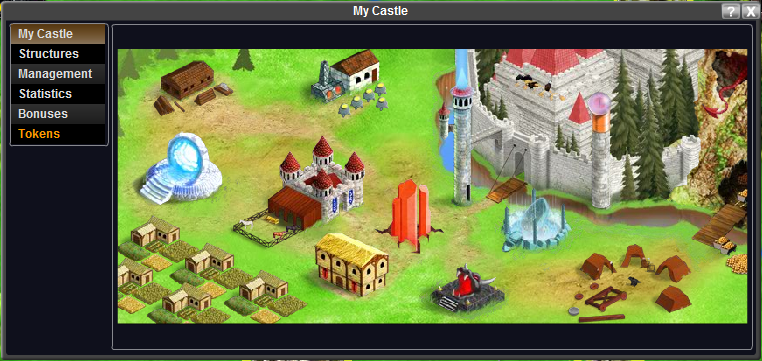 My Castle
? X
My Castle
Structures
Management
Statistics
Bonuses
Tokens